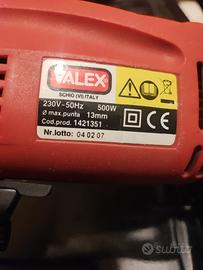 VALEX
SCHIO (VI) ITALY
230V~50Hz 500W
Ø max.punta 13mm
Cod.prod. 1421351
Nr.lotto: 04 02 07
CE
subito